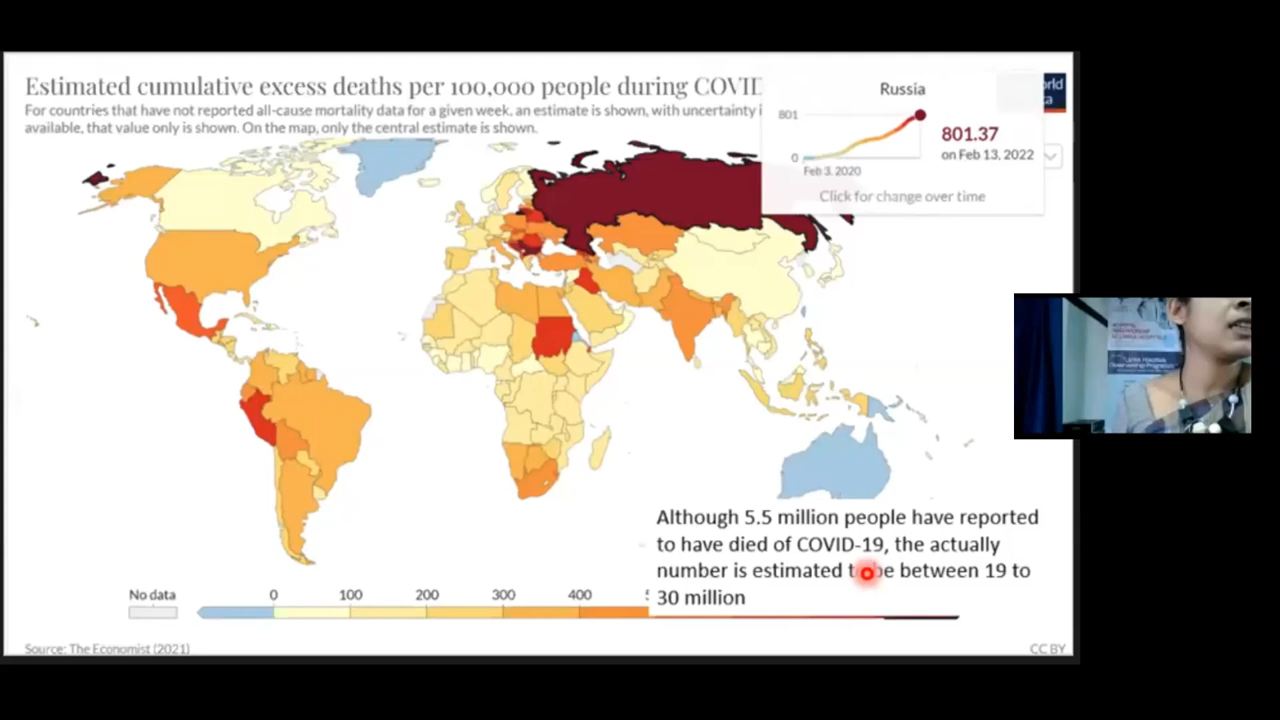 Estimated cumulative excess deaths per 100,000 people during COVID
For countries that have not reported all-cause mortality data for a given week, an estimate is shown, with uncertainty i
available, that value only is shown. On the map, only the central estimate is shown.
Russia
801
0
Feb 3, 2020
801.37
on Feb 13, 2022
Click for change over time
Although 5.5 million people have reported
to have died of COVID-19, the actually
number is estimated to be between 19 to
30 million
No data
0
100
200
300
400
Source: The Economist (2021)
CC BY